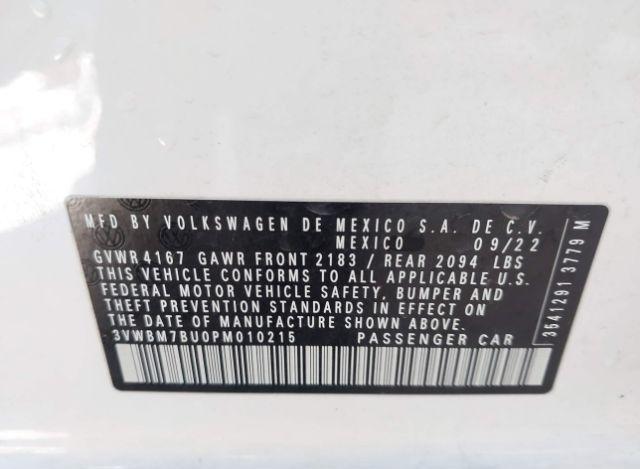 MFD BY VOLKSWAGEN DE MEXICO S.A. DE C.V.
MEXICO 09/22
GVWR 4167 GAWR FRONT 2183 / REAR 2094 LBS
THIS VEHICLE CONFORMS TO ALL APPLICABLE U.S.
FEDERAL MOTOR VEHICLE SAFETY, BUMPER AND
THEFT PREVENTION STANDARDS IN EFFECT ON
THE DATE OF MANUFACTURE SHOWN ABOVE.
3VWBM7BU0PM010215 PASSENGER CAR
3541291 3779 M